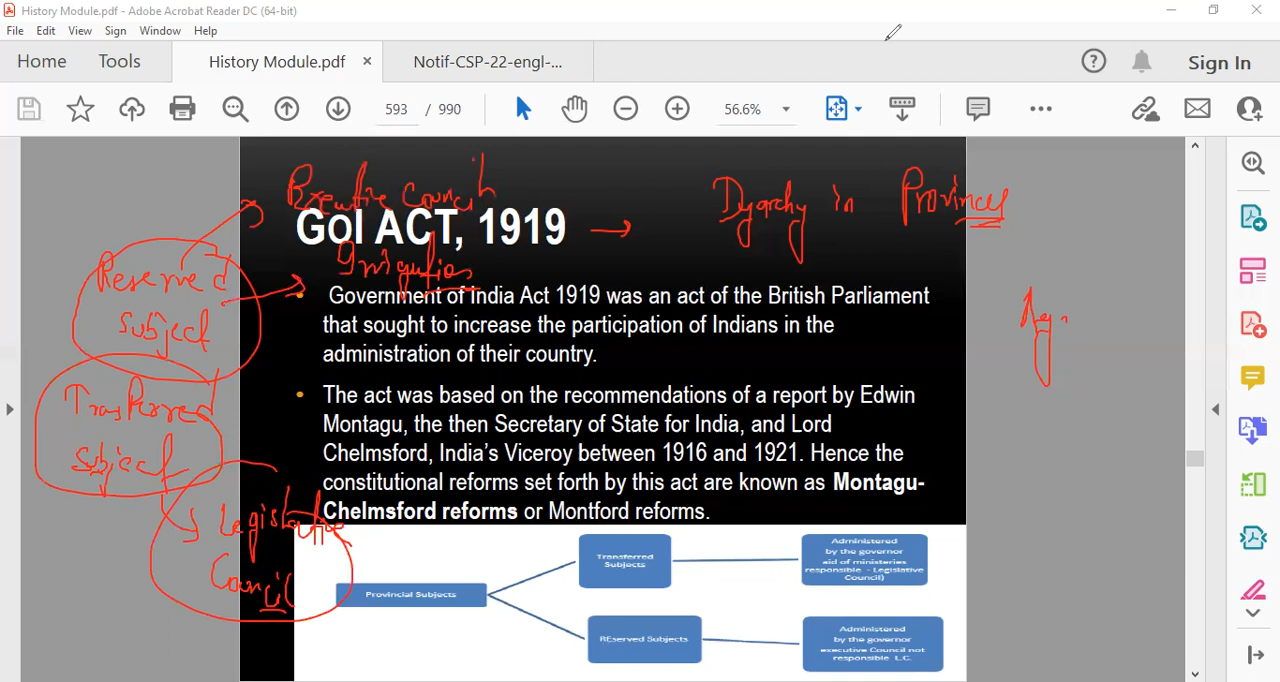 History Module.pdf - Adobe Acrobat Reader DC (64-bit)
File Edit View Sign Window Help
Home Tools History Module.pdf × Notif-CSP-22-engl-... Sign In
593 / 990 56.6%
Executive Council
Dyarchy in Provinces
GoI ACT, 1919
Reserved
subject
Government of India Act 1919 was an act of the British Parliament
that sought to increase the participation of Indians in the
administration of their country.
Transferred
Subject
The act was based on the recommendations of a report by Edwin
Montagu, the then Secretary of State for India, and Lord
Chelmsford, India's Viceroy between 1916 and 1921. Hence the
constitutional reforms set forth by this act are known as Montagu-
Chelmsford reforms or Montford reforms.
Legislative
Council
Provincial Subjects
Transferred
Subjects
Administered
by the governor
aid of ministeries
responsible - Legislative
Council)
REserved Subjects
Administered
by the governor
executive Council not
responsible L.C.